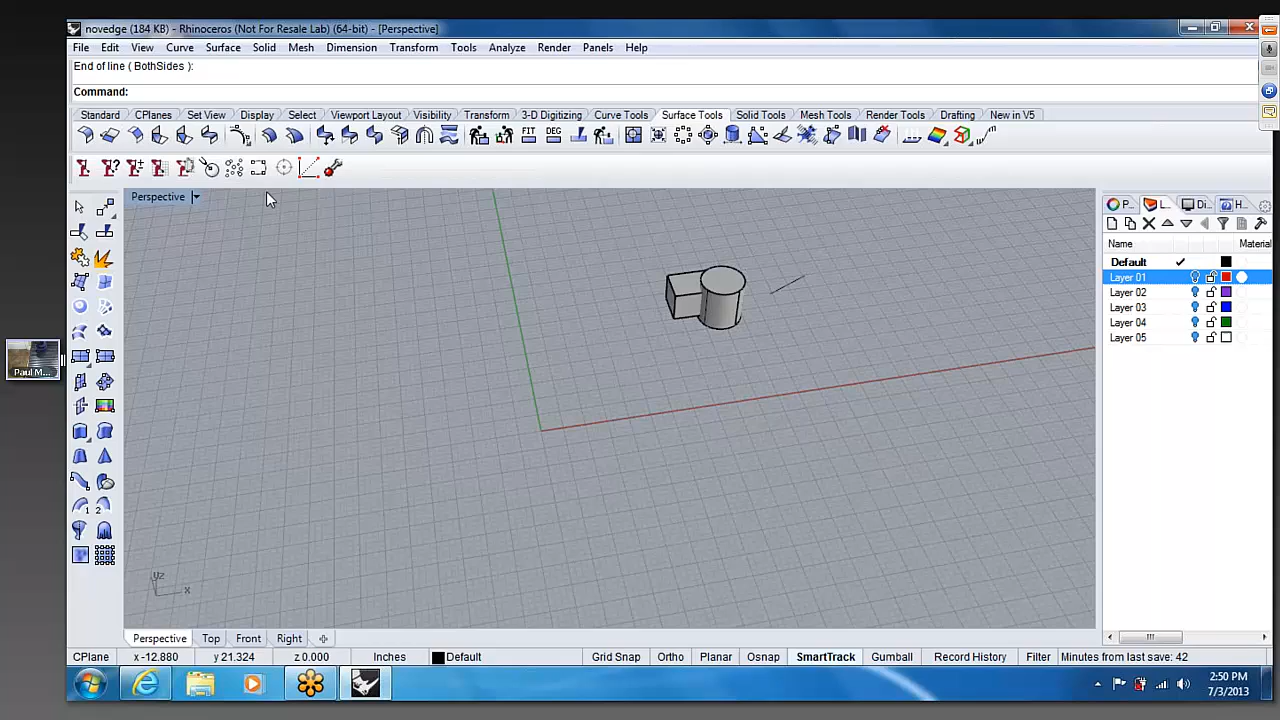 novedge (184 KB) - Rhinoceros (Not For Resale Lab) (64-bit) - [Perspective]
File Edit View Curve Surface Solid Mesh Dimension Transform Tools Analyze Render Panels Help
End of line ( BothSides ):
Command:
Standard CPlanes Set View Display Select Viewport Layout Visibility Transform 3-D Digitizing Curve Tools Surface Tools Solid Tools Mesh Tools Render Tools Drafting New in V5
FIT DEG
Perspective
P... L... Di... H...
Name Material
Default
Layer 01
Layer 02
Layer 03
Layer 04
Layer 05
Paul M...
1 2
x
Perspective Top Front Right
CPlane x -12.880 y 21.324 z 0.000 Inches Default Grid Snap Ortho Planar Osnap SmartTrack Gumball Record History Filter Minutes from last save: 42
2:50 PM
7/3/2013